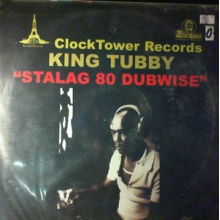 ClockTower Records
KING TUBBY
"STALAG 80 DUBWISE"